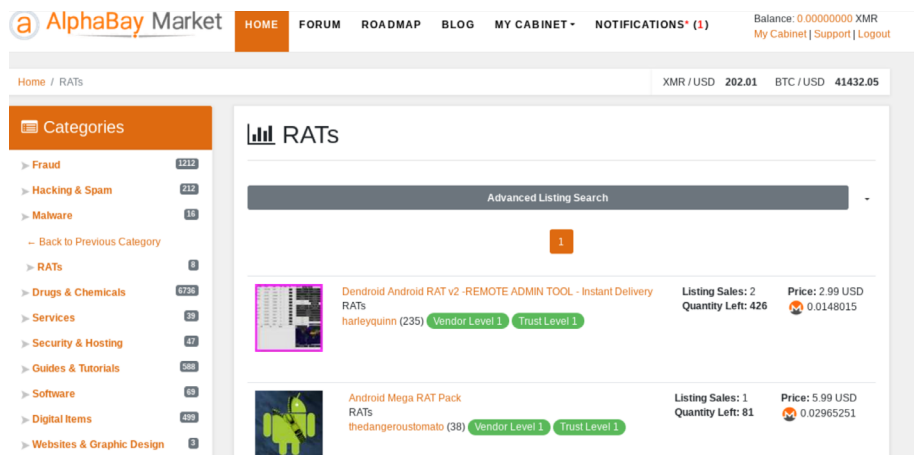 AlphaBay Market
HOME FORUM ROADMAP BLOG MY CABINET NOTIFICATIONS* (1)
Balance: 0.00000000 XMR
My Cabinet | Support | Logout
Home / RATs
XMR / USD 202.01 BTC / USD 41432.05
Categories
Fraud 1212
Hacking & Spam 212
Malware 16
← Back to Previous Category
RATs 8
Drugs & Chemicals 6736
Services 39
Security & Hosting 47
Guides & Tutorials 588
Software 69
Digital Items 499
Websites & Graphic Design 3
RATs
Advanced Listing Search
1
Dendroid Android RAT v2 -REMOTE ADMIN TOOL - Instant Delivery
RATs
harleyquinn (235) Vendor Level 1 Trust Level 1
Listing Sales: 2
Quantity Left: 426
Price: 2.99 USD
0.0148015
Android Mega RAT Pack
RATs
thedangeroustomato (38) Vendor Level 1 Trust Level 1
Listing Sales: 1
Quantity Left: 81
Price: 5.99 USD
0.02965251